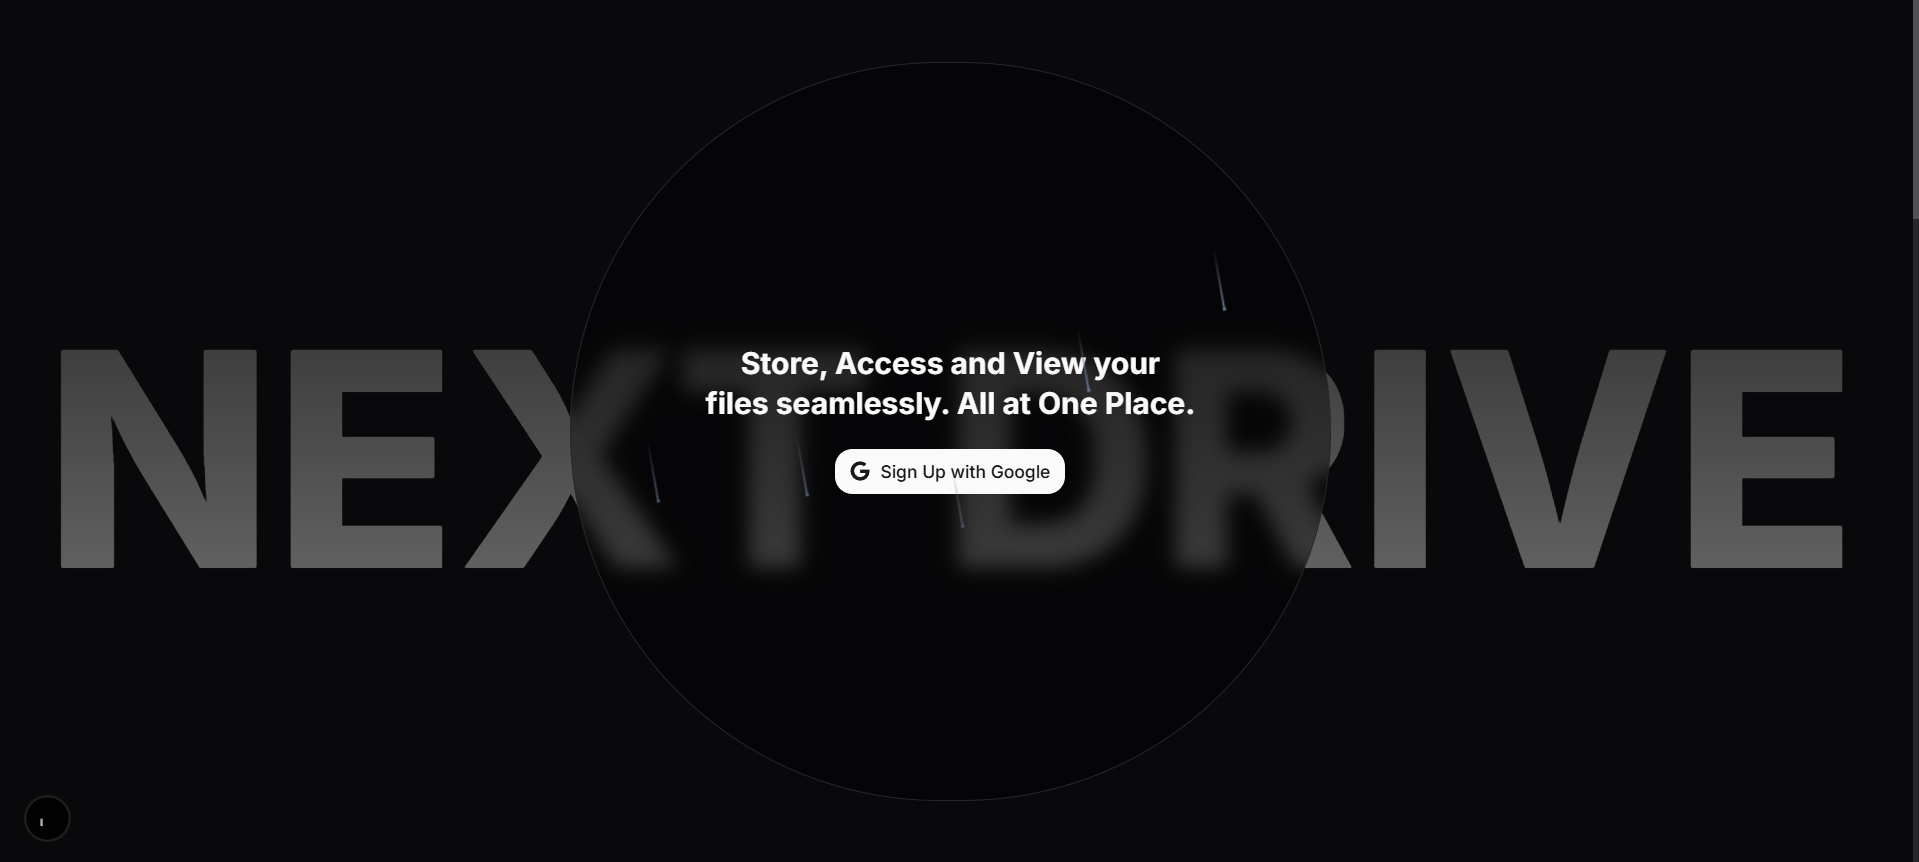 NEXT DRIVE
Store, Access and View your
files seamlessly. All at One Place.
Sign Up with Google